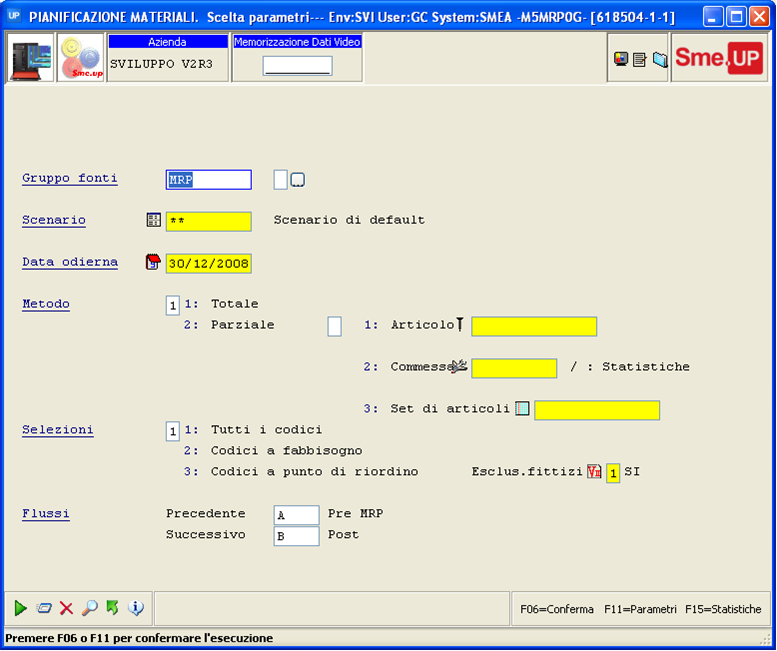 UP PIANIFICAZIONE MATERIALI. Scelta parametri--- Env:SVI User:GC System:SMEA -M5MRP0G- [618504-1-1]
Sme.up
Azienda
SVILUPPO V2R3
Memorizzazione Dati Video
Sme.UP
Gruppo fonti MRP
Scenario ** Scenario di default
Data odierna 30/12/2008
Metodo 1 1: Totale
2: Parziale 1: Articolo
2: Commessa / : Statistiche
3: Set di articoli
Selezioni 1 1: Tutti i codici
2: Codici a fabbisogno
3: Codici a punto di riordino Esclus.fittizi 1 SI
Flussi Precedente A Pre MRP
Successivo B Post
F06=Conferma F11=Parametri F15=Statistiche
Premere F06 o F11 per confermare l'esecuzione